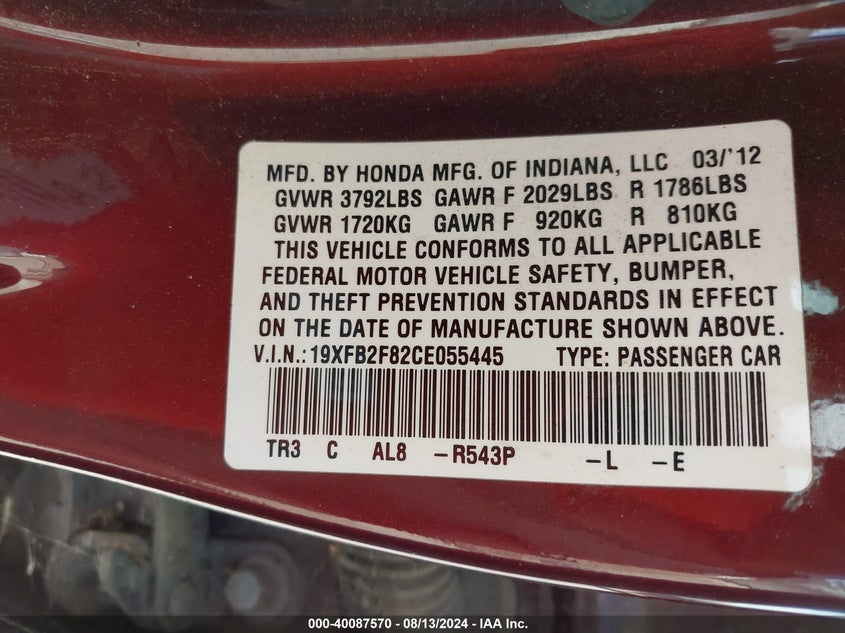 MFD. BY HONDA MFG. OF INDIANA, LLC 03/'12
GVWR 3792LBS GAWR F 2029LBS R 1786LBS
GVWR 1720KG GAWR F 920KG R 810KG
THIS VEHICLE CONFORMS TO ALL APPLICABLE
FEDERAL MOTOR VEHICLE SAFETY, BUMPER,
AND THEFT PREVENTION STANDARDS IN EFFECT
ON THE DATE OF MANUFACTURE SHOWN ABOVE.
V.I.N.:19XFB2F82CE055445 TYPE: PASSENGER CAR
TR3 C AL8 -R543P -L -E
000-40087570 - 08/13/2024 - IAA Inc.